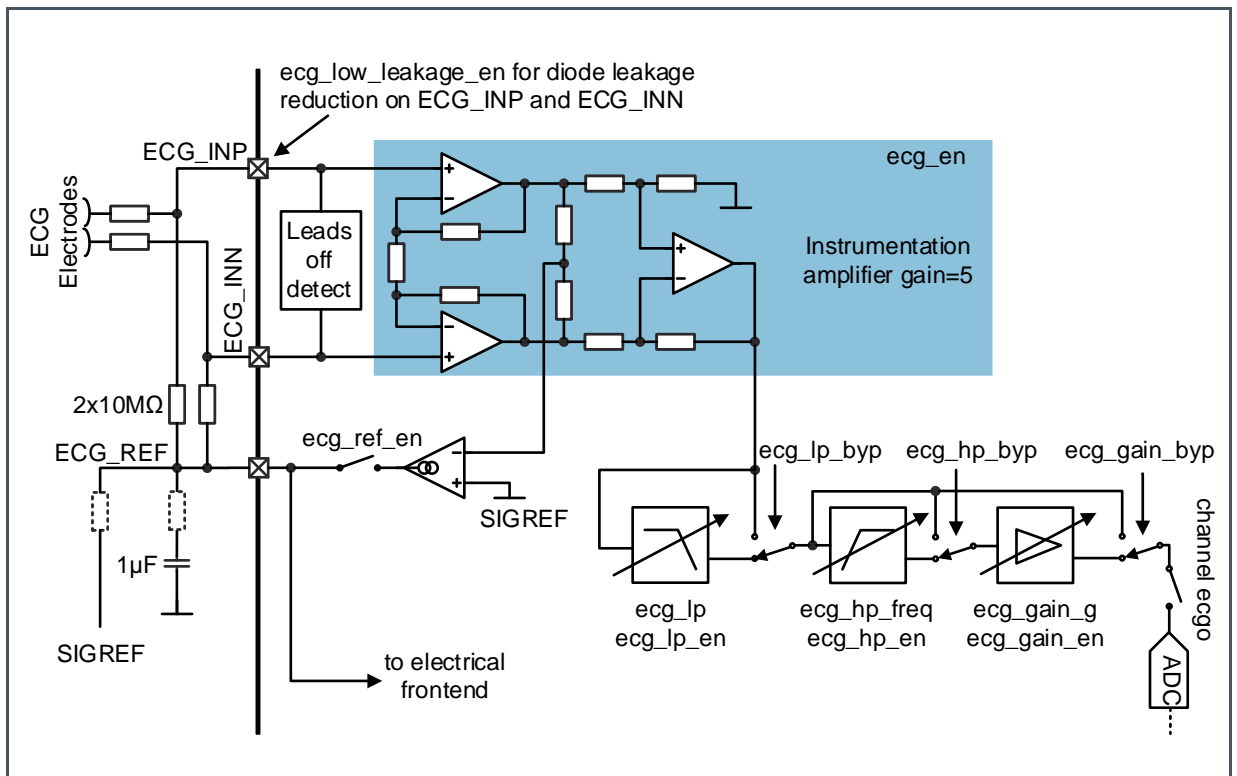 ecg_low_leakage_en for diode leakage
reduction on ECG_INP and ECG_INN
ECG_INP
ecg_en
ECG
Electrodes
Leads
off
detect
+
−
−
+
+
−
Instrumentation
amplifier gain=5
ECG_INN
2x10MΩ
ECG_REF
ecg_ref_en
−
+
SIGREF
ecg_lp_byp
ecg_hp_byp
ecg_gain_byp
1µF
SIGREF
ecg_lp
ecg_lp_en
ecg_hp_freq
ecg_hp_en
ecg_gain_g
ecg_gain_en
channel ecgo
ADC
to electrical
frontend